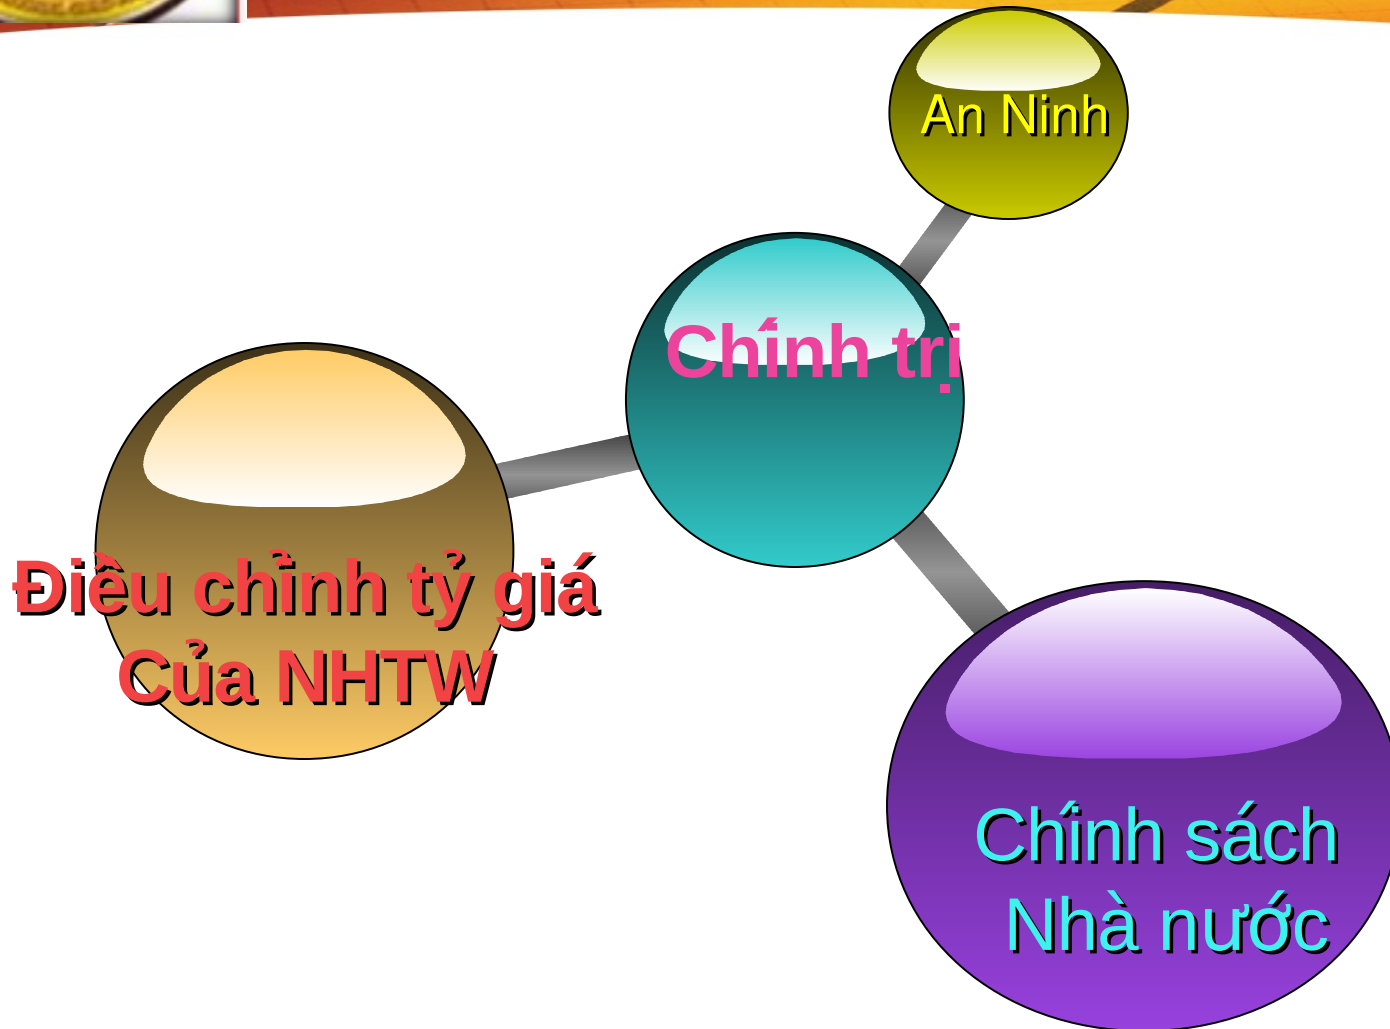 An Ninh
Chính trị
Điều chỉnh tỷ giá
Của NHTW
Chính sách
Nhà nước